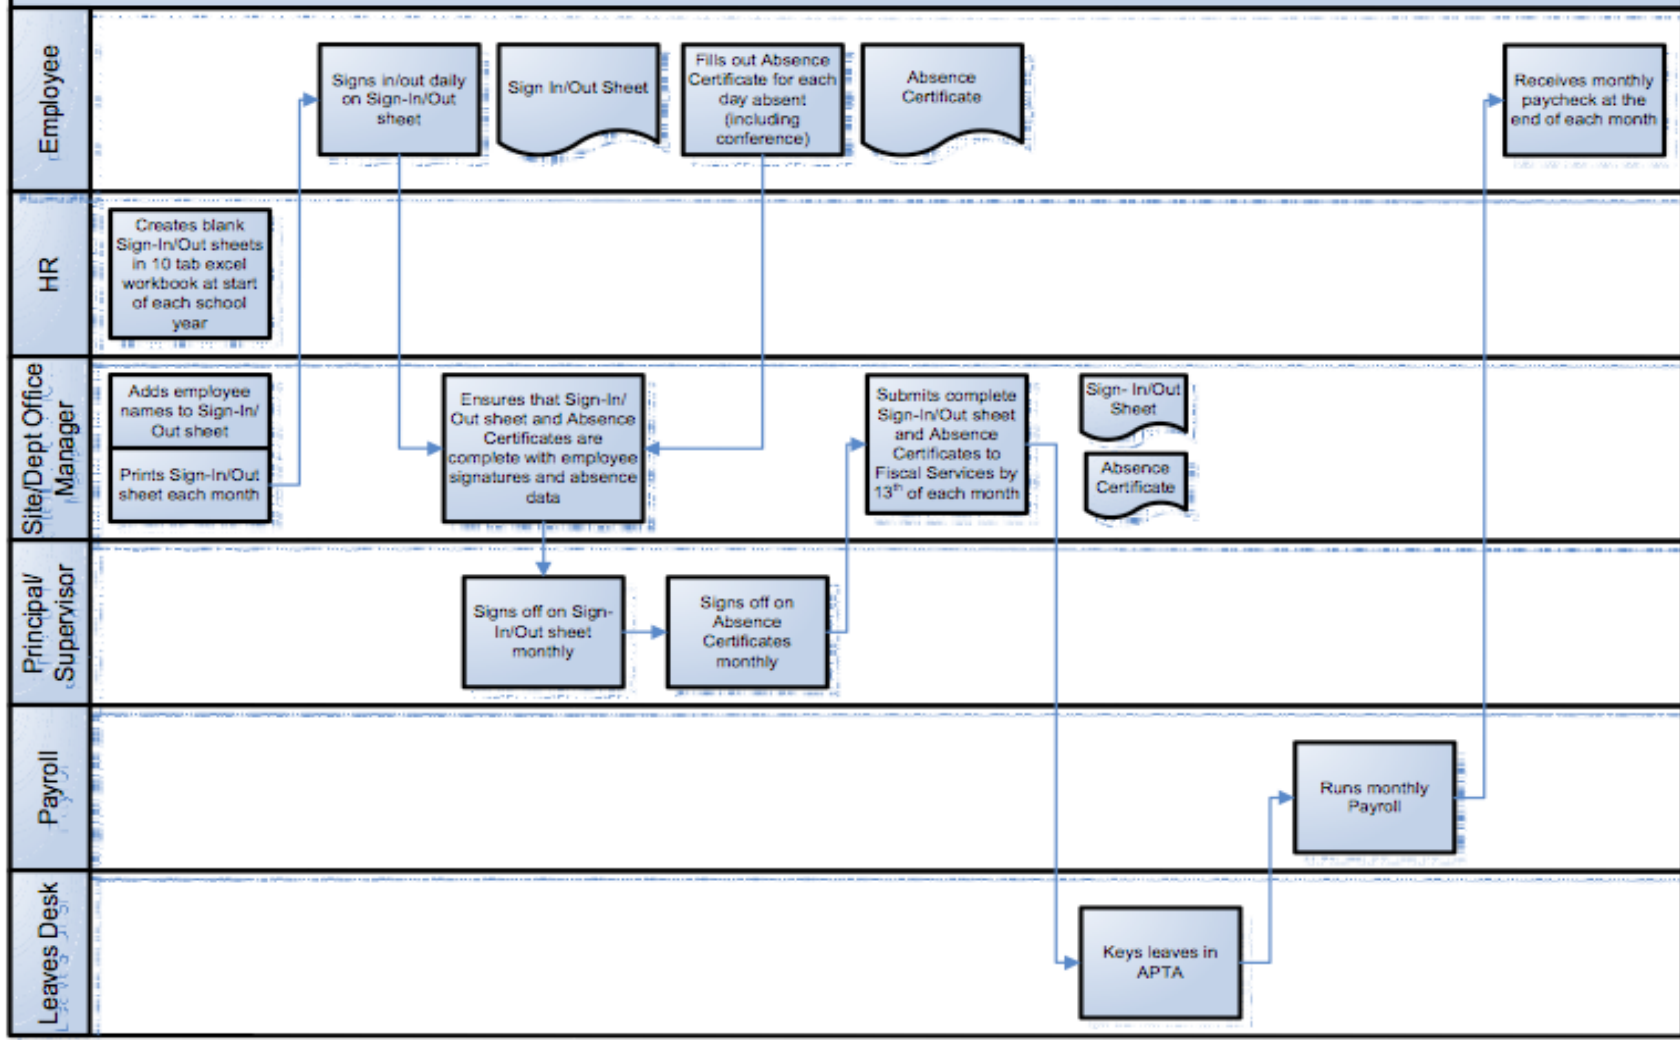 Employee
Signs in/out daily
on Sign-In/Out
sheet
Sign In/Out Sheet
Fills out Absence
Certificate for each
day absent
(including
conference)
Absence
Certificate
Receives monthly
paycheck at the
end of each month
HR
Creates blank
Sign-In/Out sheets
in 10 tab excel
workbook at start
of each school
year
Site/Dept Office
Manager
Adds employee
names to Sign-In/
Out sheet
Prints Sign-In/Out
sheet each month
Ensures that Sign-In/
Out sheet and Absence
Certificates are
complete with employee
signatures and absence
data
Submits complete
Sign-In/Out sheet
and Absence
Certificates to
Fiscal Services by
13th of each month
Sign- In/Out
Sheet
Absence
Certificate
Principal/
Supervisor
Signs off on Sign-
In/Out sheet
monthly
Signs off on
Absence
Certificates
monthly
Payroll
Runs monthly
Payroll
Leaves Desk
Keys leaves in
APTA